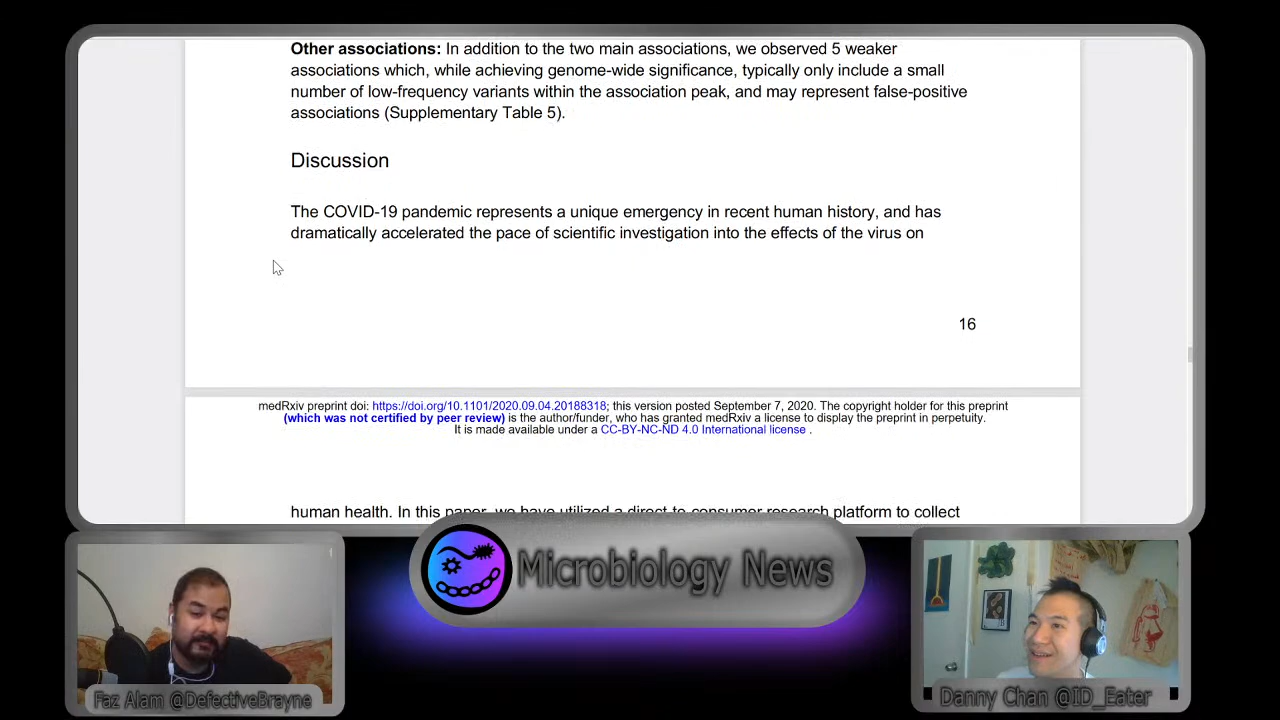 Other associations: In addition to the two main associations, we observed 5 weaker
associations which, while achieving genome-wide significance, typically only include a small
number of low-frequency variants within the association peak, and may represent false-positive
associations (Supplementary Table 5).
Discussion
The COVID-19 pandemic represents a unique emergency in recent human history, and has
dramatically accelerated the pace of scientific investigation into the effects of the virus on
16
medRxiv preprint doi: https://doi.org/10.1101/2020.09.04.20188318; this version posted September 7, 2020. The copyright holder for this preprint
(which was not certified by peer review) is the author/funder, who has granted medRxiv a license to display the preprint in perpetuity.
It is made available under a CC-BY-NC-ND 4.0 International license .
human health. In this paper, we have utilized a direct-to-consumer research platform to collect
Microbiology News
Faz Alam @DefectiveBrayne
Danny Chan @ID_Eater